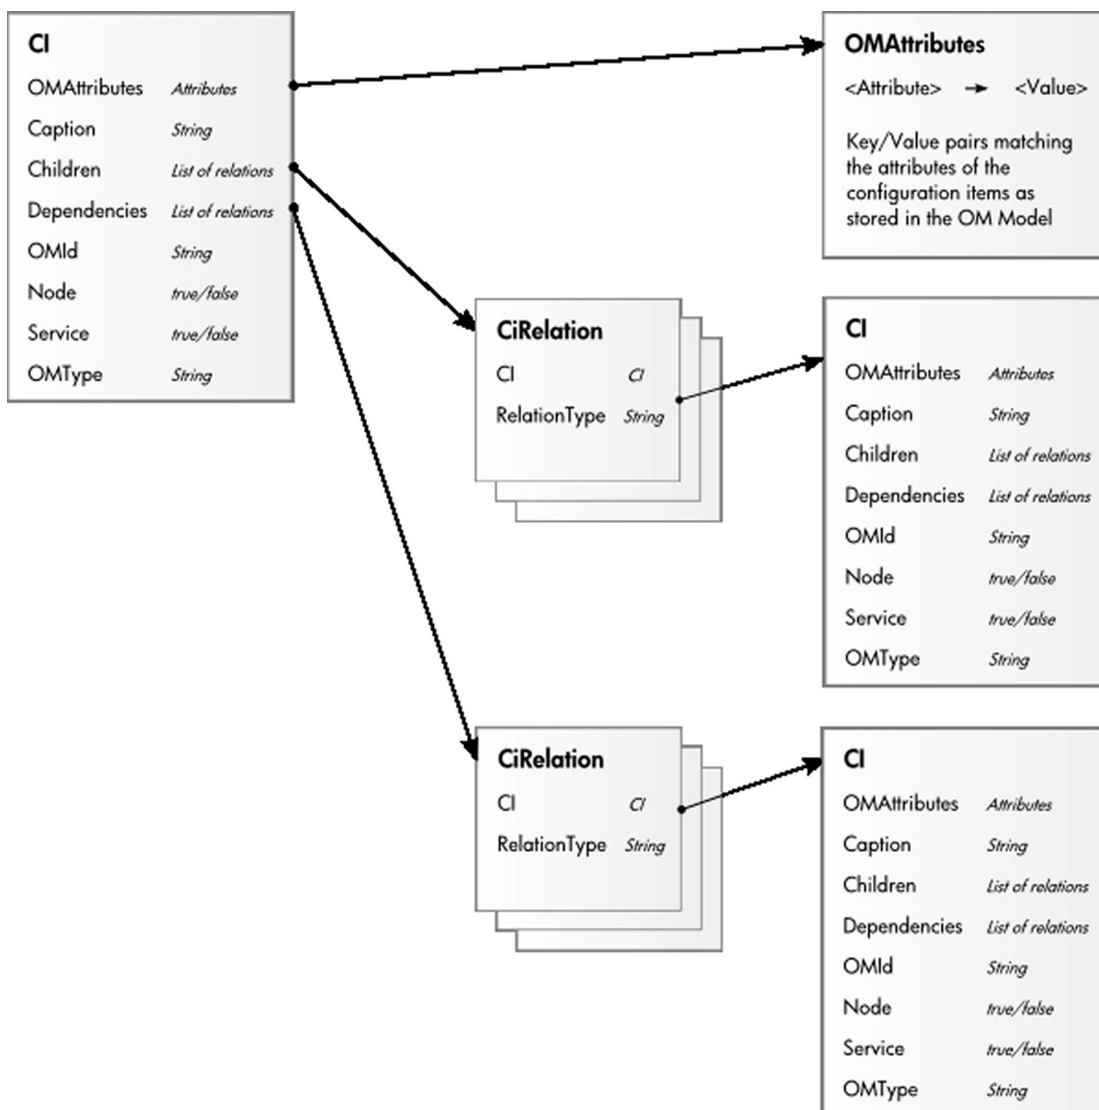 CI
OMAttributes Attributes
Caption String
Children List of relations
Dependencies List of relations
OMId String
Node true/false
Service true/false
OMType String
OMAttributes
<Attribute> → <Value>
Key/Value pairs matching
the attributes of the
configuration items as
stored in the OM Model
CiRelation
CI CI
RelationType String
CI
OMAttributes Attributes
Caption String
Children List of relations
Dependencies List of relations
OMId String
Node true/false
Service true/false
OMType String
CiRelation
CI CI
RelationType String
CI
OMAttributes Attributes
Caption String
Children List of relations
Dependencies List of relations
OMId String
Node true/false
Service true/false
OMType String